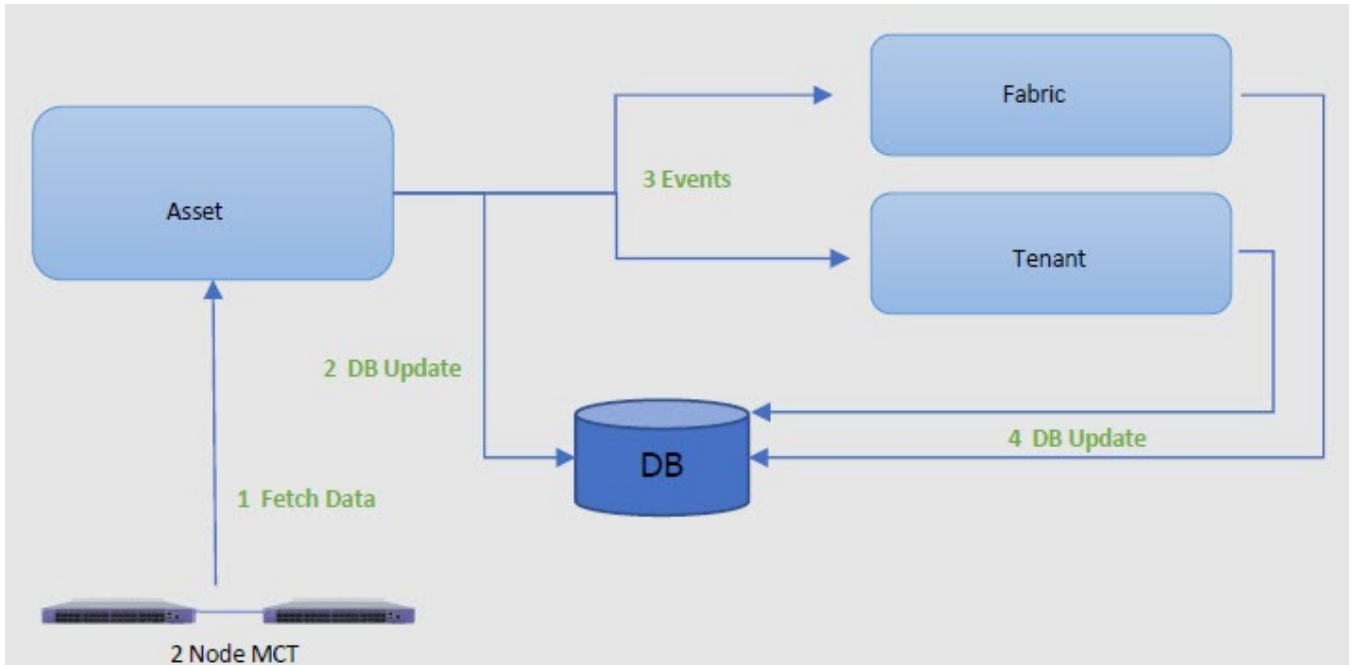 Fabric
3 Events
Asset
Tenant
2 DB Update
DB
4 DB Update
1 Fetch Data
2 Node MCT